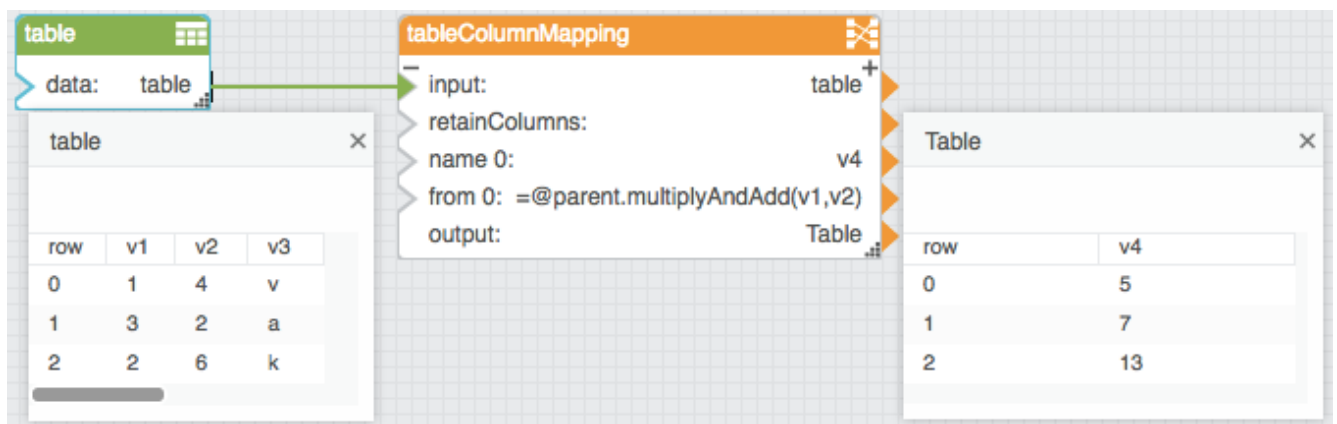 table
data: table
table ×
row v1 v2 v3
0 1 4 v
1 3 2 a
2 2 6 k
tableColumnMapping
input: table
retainColumns:
name 0: v4
from 0: =@parent.multiplyAndAdd(v1,v2)
output: Table
Table ×
row v4
0 5
1 7
2 13